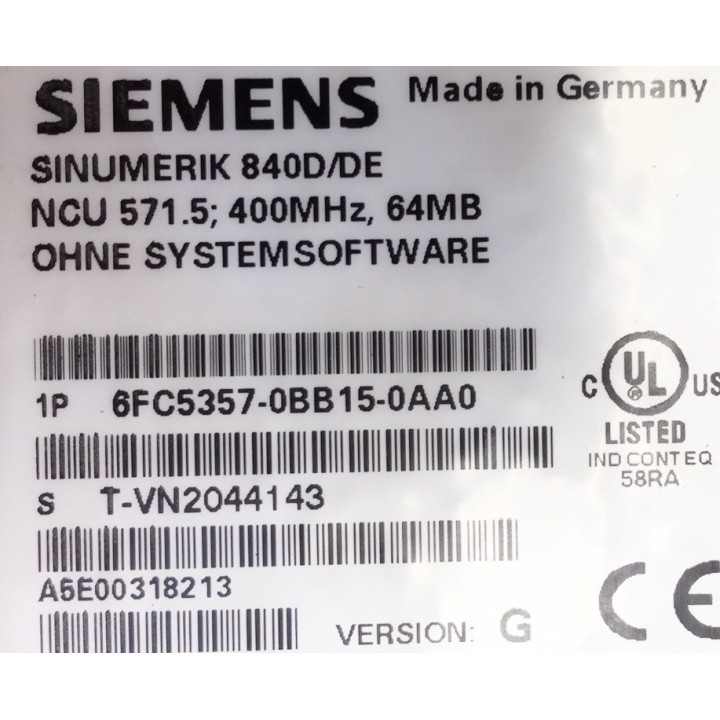 SIEMENS Made in Germany
SINUMERIK 840D/DE
NCU 571.5; 400MHz, 64MB
OHNE SYSTEMSOFTWARE
1P 6FC5357-0BB15-0AA0
C UL ® US
LISTED
IND CONT EQ
58RA
S T-VN2044143
A5E00318213
VERSION: G
CE